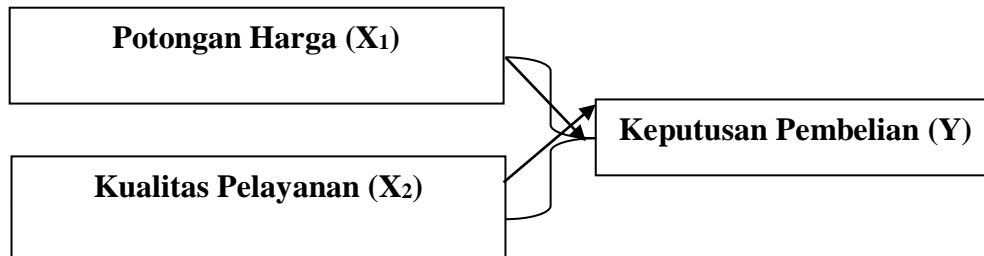 Potongan Harga (X₁)
Keputusan Pembelian (Y)
Kualitas Pelayanan (X₂)